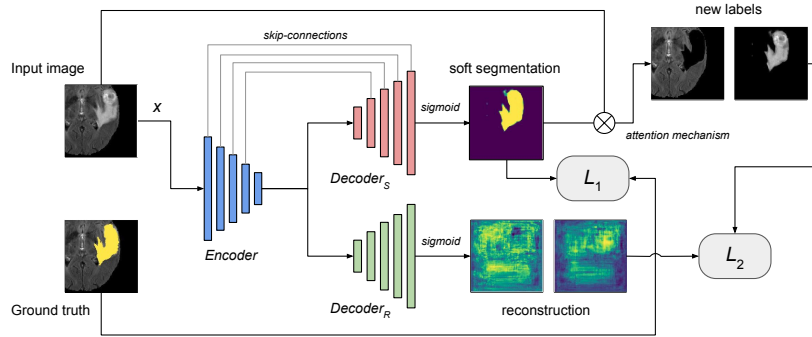 new labels
skip-connections
Input image
soft segmentation
x
sigmoid
attention mechanism
Decoder_S
L_1
Encoder
sigmoid
L_2
Ground truth
Decoder_R
reconstruction